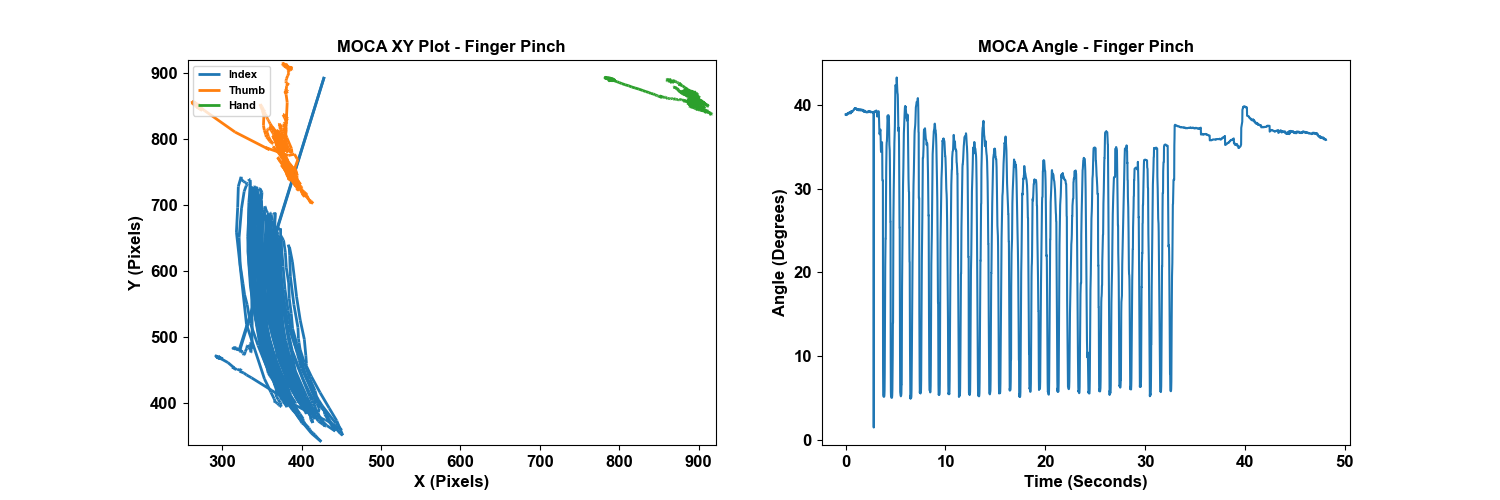 MOCA XY Plot - Finger Pinch
Index
Thumb
Hand
900
800
700
600
500
400
Y (Pixels)
300 400 500 600 700 800 900
X (Pixels)
MOCA Angle - Finger Pinch
40
30
20
10
0
Angle (Degrees)
0 10 20 30 40 50
Time (Seconds)